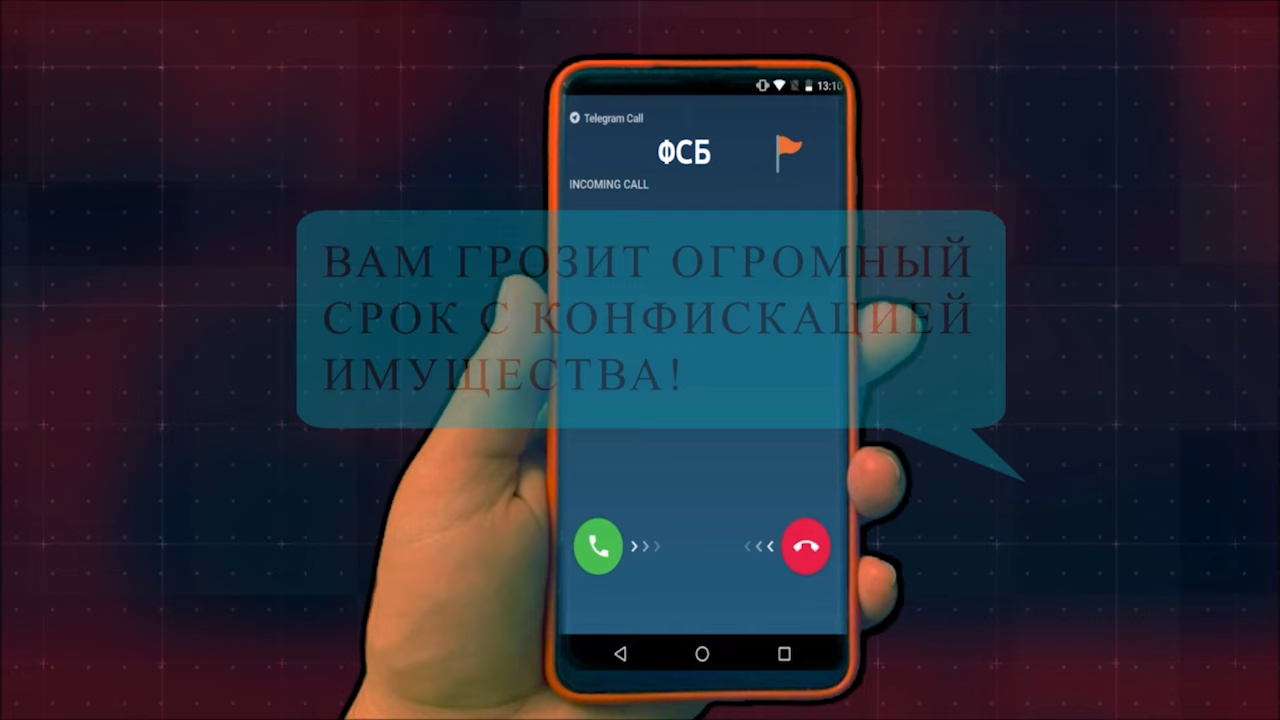 13:10
Telegram Call
ФСБ
INCOMING CALL
ВАМ ГРОЗИТ ОГРОМНЫЙ
СРОК С КОНФИСКАЦИЕЙ
ИМУЩЕСТВА!